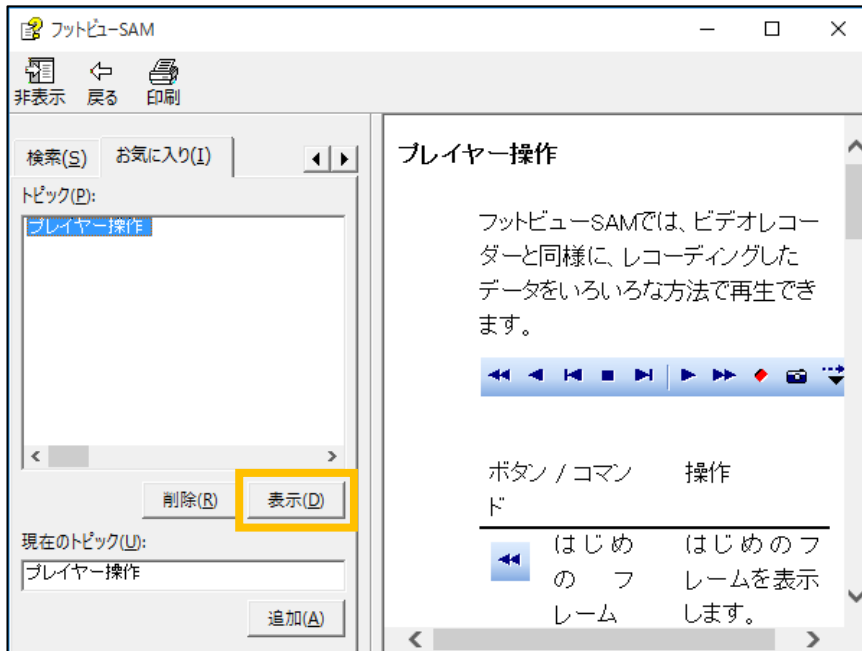 フットビューSAM
非表示 戻る 印刷
検索(S) お気に入り(I)
トピック(P):
プレイヤー操作
削除(R) 表示(D)
現在のトピック(U):
プレイヤー操作
追加(A)
プレイヤー操作
フットビューSAMでは、ビデオレコー
ダーと同様に、レコーディングした
データをいろいろな方法で再生でき
ます。
ボタン / コマン
ド
操作
はじめ
の フ
レーム
はじめのフ
レームを表示
します。